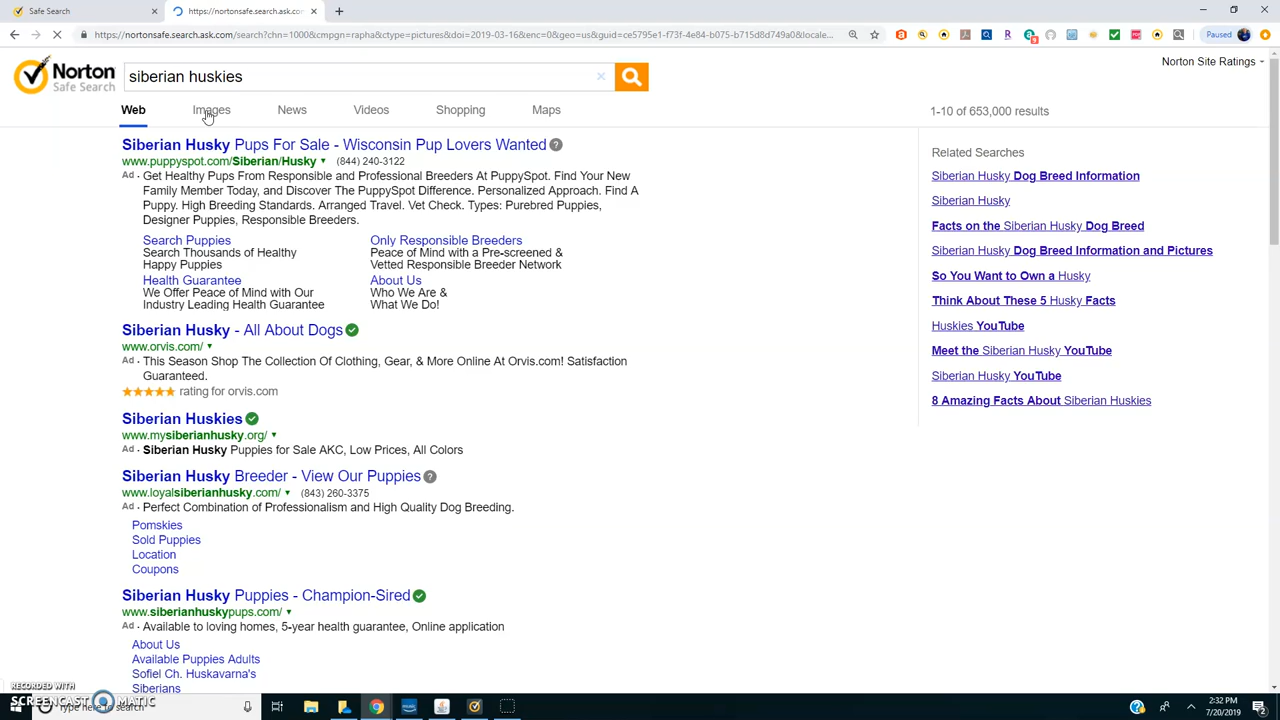 Safe Search
https://nortonsafe.search.ask.co
https://nortonsafe.search.ask.com/search?chn=1000&cmpgn=rapha&ctype=pictures&doi=2019-03-16&enc=0&geo=us&guid=ce5795e1-f73f-4e84-b075-b715d8d749a0&locale...
Paused
Norton
Safe Search
siberian huskies
Norton Site Ratings
Web Images News Videos Shopping Maps
1-10 of 653,000 results
Siberian Husky Pups For Sale - Wisconsin Pup Lovers Wanted
www.puppyspot.com/Siberian/Husky (844) 240-3122
Ad · Get Healthy Pups From Responsible and Professional Breeders At PuppySpot. Find Your New
Family Member Today, and Discover The PuppySpot Difference. Personalized Approach. Find A
Puppy. High Breeding Standards. Arranged Travel. Vet Check. Types: Purebred Puppies,
Designer Puppies, Responsible Breeders.
Search Puppies
Search Thousands of Healthy
Happy Puppies
Only Responsible Breeders
Peace of Mind with a Pre-screened &
Vetted Responsible Breeder Network
Health Guarantee
We Offer Peace of Mind with Our
Industry Leading Health Guarantee
About Us
Who We Are &
What We Do!
Siberian Husky - All About Dogs
www.orvis.com/
Ad · This Season Shop The Collection Of Clothing, Gear, & More Online At Orvis.com! Satisfaction
Guaranteed.
rating for orvis.com
Siberian Huskies
www.mysiberianhusky.org/
Ad · Siberian Husky Puppies for Sale AKC, Low Prices, All Colors
Siberian Husky Breeder - View Our Puppies
www.loyalsiberianhusky.com/ (843) 260-3375
Ad · Perfect Combination of Professionalism and High Quality Dog Breeding.
Pomskies
Sold Puppies
Location
Coupons
Siberian Husky Puppies - Champion-Sired
www.siberianhuskypups.com/
Ad · Available to loving homes, 5-year health guarantee, Online application
About Us
Available Puppies Adults
Sofiel Ch. Huskavarna's
Siberians
Related Searches
Siberian Husky Dog Breed Information
Siberian Husky
Facts on the Siberian Husky Dog Breed
Siberian Husky Dog Breed Information and Pictures
So You Want to Own a Husky
Think About These 5 Husky Facts
Huskies YouTube
Meet the Siberian Husky YouTube
Siberian Husky YouTube
8 Amazing Facts About Siberian Huskies
RECORDED WITH
SCREENCAST MATIC
Type here to search
2:32 PM
7/20/2019
2